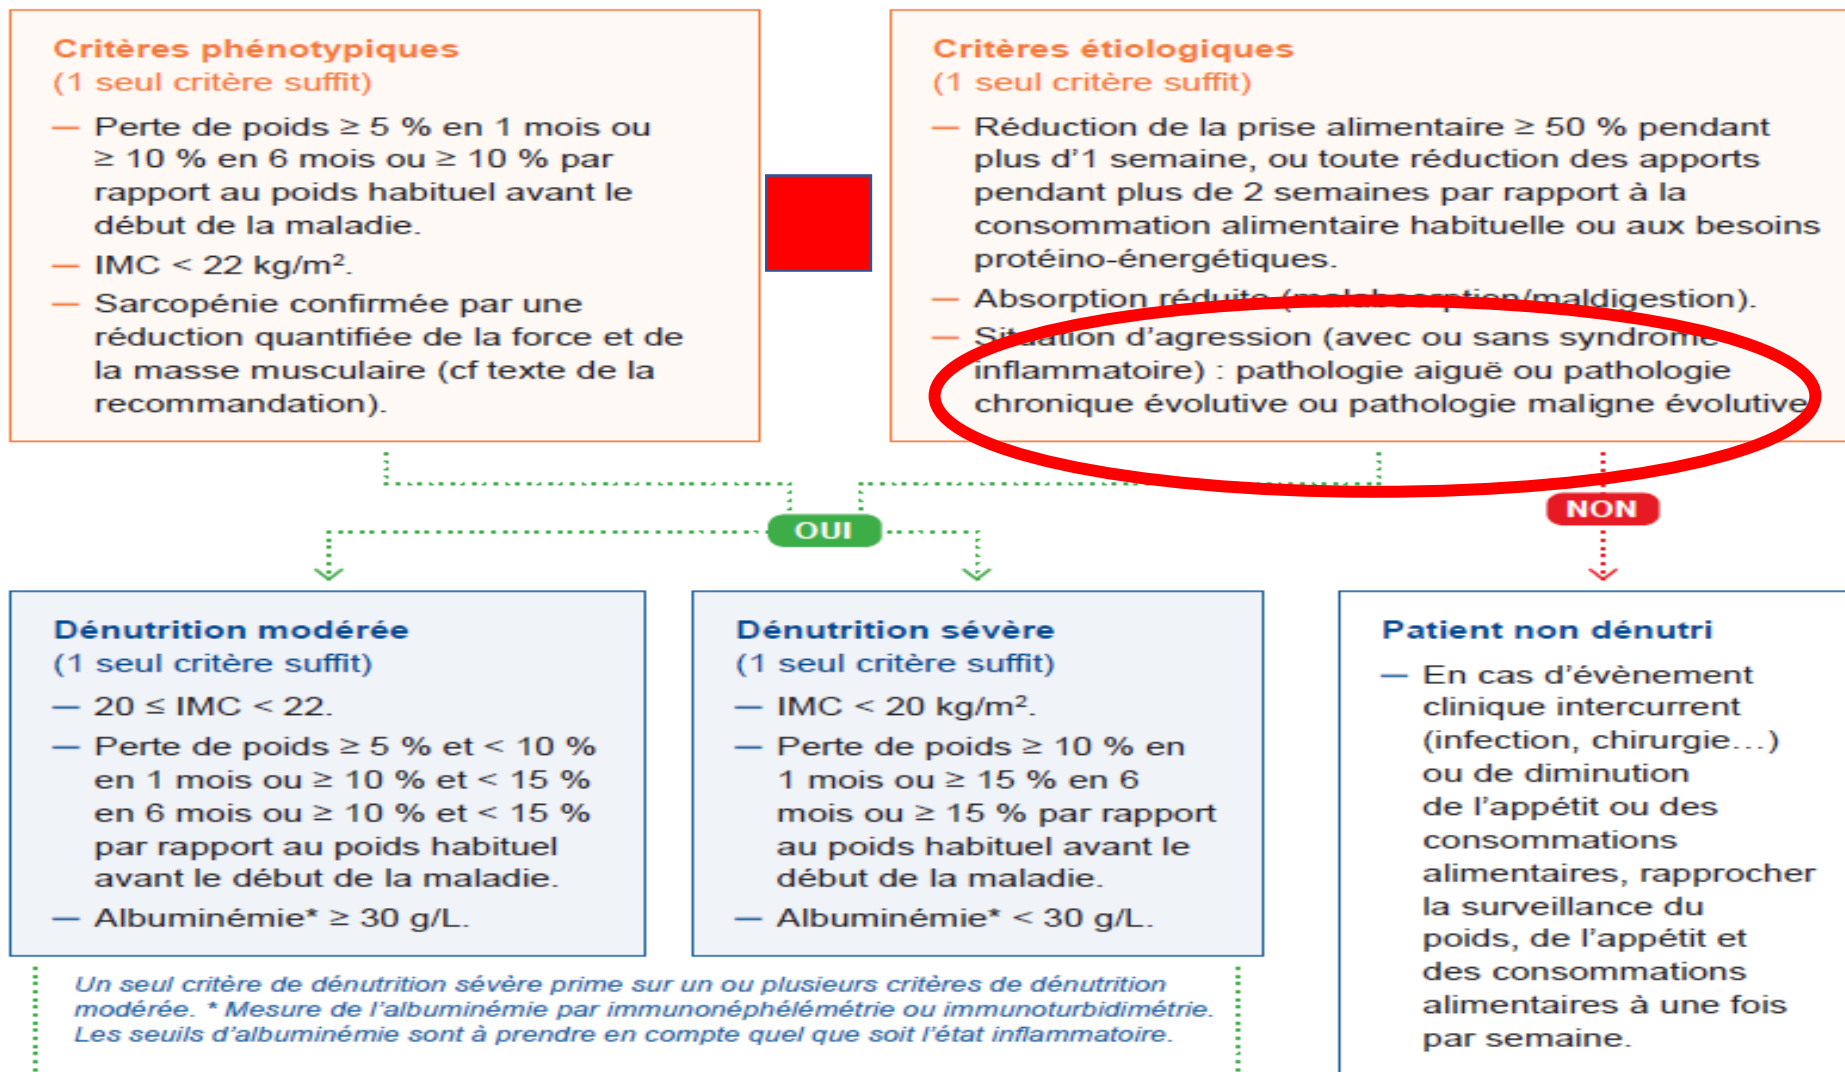 Critères phénotypiques
(1 seul critère suffit)
— Perte de poids ≥ 5 % en 1 mois ou
≥ 10 % en 6 mois ou ≥ 10 % par
rapport au poids habituel avant le
début de la maladie.
— IMC < 22 kg/m².
— Sarcopénie confirmée par une
réduction quantifiée de la force et de
la masse musculaire (cf texte de la
recommandation).
Critères étiologiques
(1 seul critère suffit)
— Réduction de la prise alimentaire ≥ 50 % pendant
plus d’1 semaine, ou toute réduction des apports
pendant plus de 2 semaines par rapport à la
consommation alimentaire habituelle ou aux besoins
protéino-énergétiques.
— Absorption réduite (malabsorption/maldigestion).
— Situation d’agression (avec ou sans syndrome
inflammatoire) : pathologie aiguë ou pathologie
chronique évolutive ou pathologie maligne évolutive
OUI
NON
Dénutrition modérée
(1 seul critère suffit)
— 20 ≤ IMC < 22.
— Perte de poids ≥ 5 % et < 10 %
en 1 mois ou ≥ 10 % et < 15 %
en 6 mois ou ≥ 10 % et < 15 %
par rapport au poids habituel
avant le début de la maladie.
— Albuminémie* ≥ 30 g/L.
Dénutrition sévère
(1 seul critère suffit)
— IMC < 20 kg/m².
— Perte de poids ≥ 10 % en
1 mois ou ≥ 15 % en 6
mois ou ≥ 15 % par rapport
au poids habituel avant le
début de la maladie.
— Albuminémie* < 30 g/L.
Patient non dénutri
— En cas d’évènement
clinique intercurrent
(infection, chirurgie…)
ou de diminution
de l’appétit ou des
consommations
alimentaires, rapprocher
la surveillance du
poids, de l’appétit et
des consommations
alimentaires à une fois
par semaine.
Un seul critère de dénutrition sévère prime sur un ou plusieurs critères de dénutrition
modérée. * Mesure de l’albuminémie par immunonéphélémétrie ou immunoturbidimétrie.
Les seuils d’albuminémie sont à prendre en compte quel que soit l’état inflammatoire.